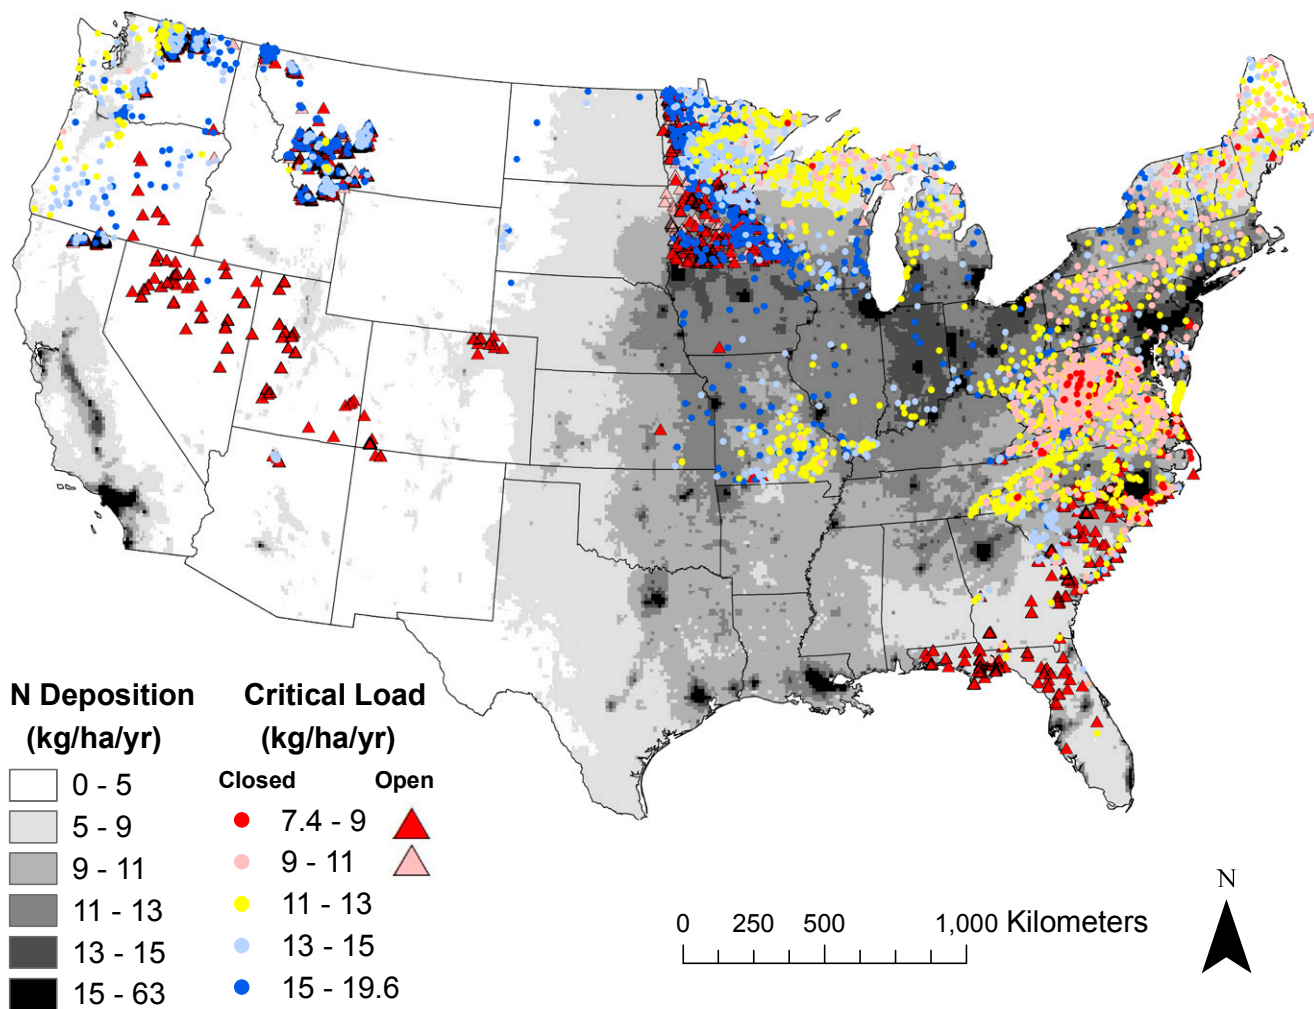 N Deposition
(kg/ha/yr)
0 - 5
5 - 9
9 - 11
11 - 13
13 - 15
15 - 63
Critical Load
(kg/ha/yr)
Closed Open
7.4 - 9
9 - 11
11 - 13
13 - 15
15 - 19.6
0 250 500 1,000 Kilometers
N